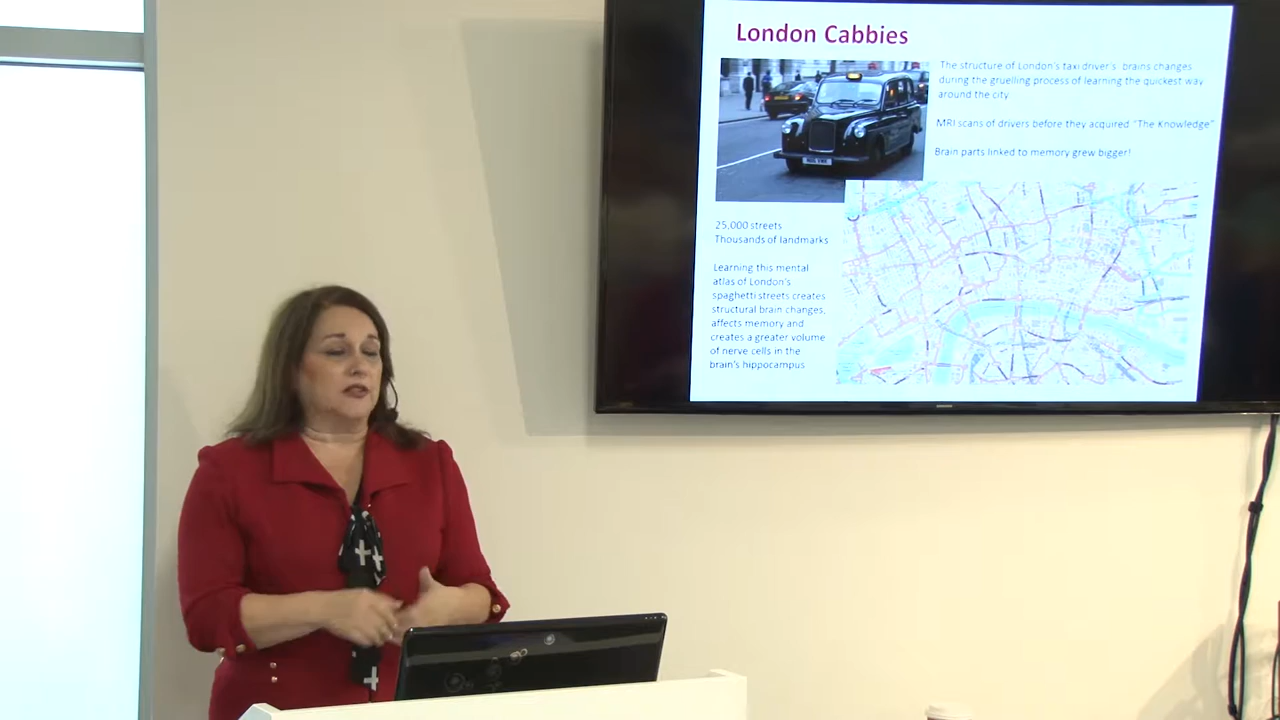 London Cabbies
The structure of London's taxi driver's brains changes
during the gruelling process of learning the quickest way
around the city
MRI scans of drivers before they acquired "The Knowledge"
Brain parts linked to memory grew bigger!
25,000 streets
Thousands of landmarks
Learning this mental
atlas of London's
spaghetti streets creates
structural brain changes,
affects memory and
creates a greater volume
of nerve cells in the
brain's hippocampus